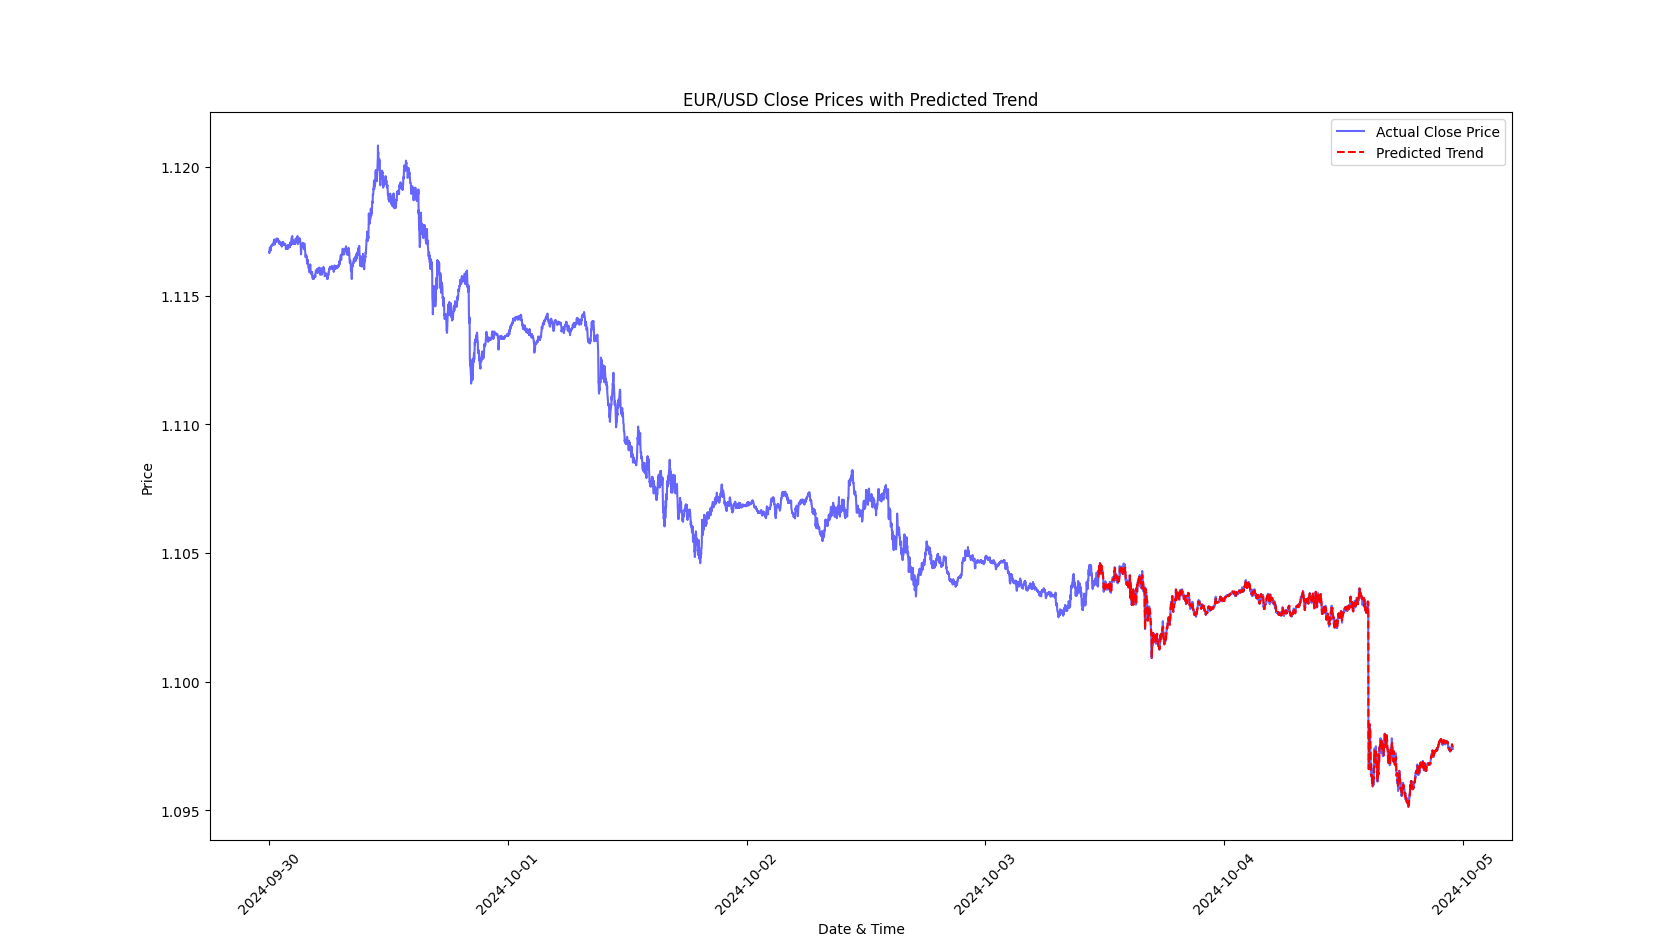 EUR/USD Close Prices with Predicted Trend
Actual Close Price
Predicted Trend
1.120
1.115
1.110
1.105
1.100
1.095
Price
2024-09-30
2024-10-01
2024-10-02
2024-10-03
2024-10-04
2024-10-05
Date & Time